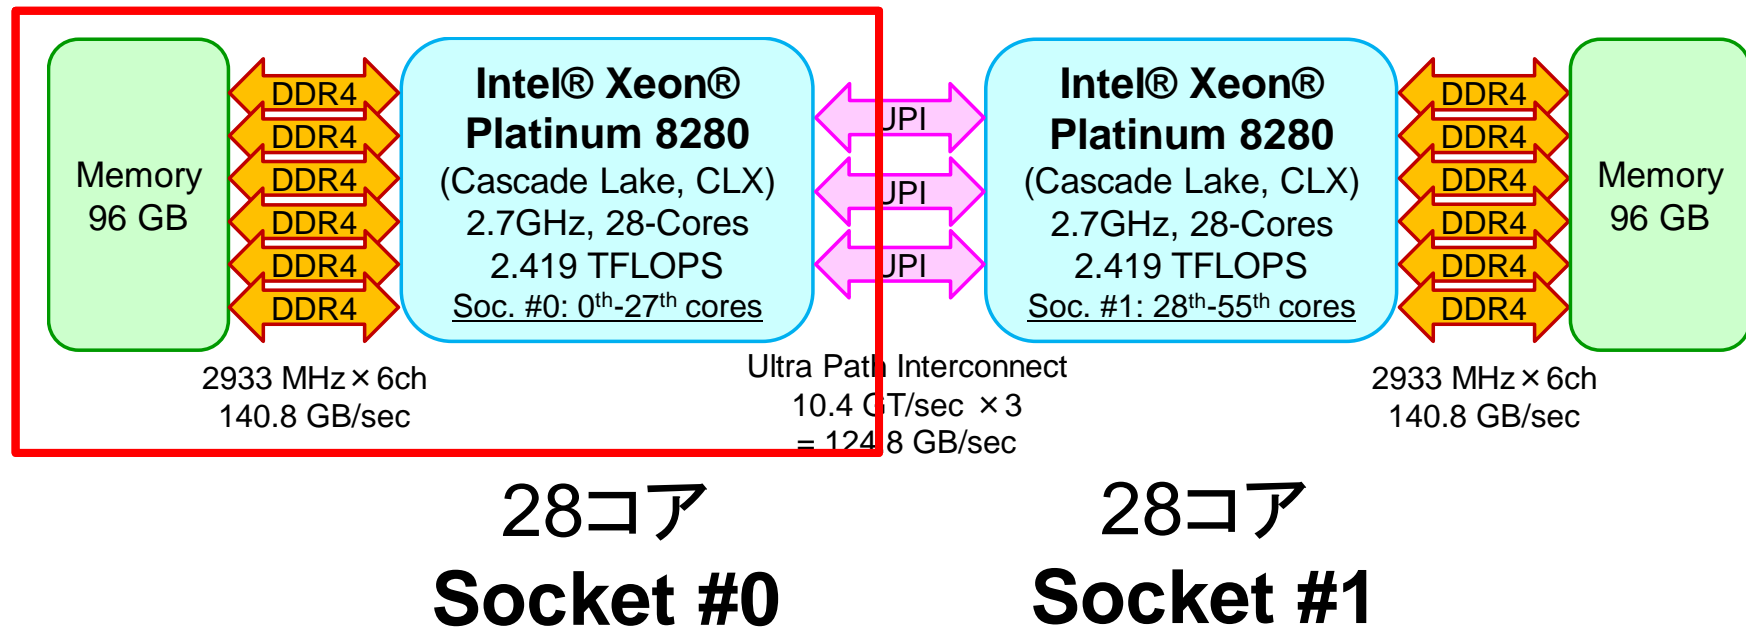 Memory
96 GB
DDR4
DDR4
DDR4
DDR4
DDR4
DDR4
2933 MHz×6ch
140.8 GB/sec
Intel® Xeon®
Platinum 8280
(Cascade Lake, CLX)
2.7GHz, 28-Cores
2.419 TFLOPS
Soc. #0: 0th-27th cores
UPI
UPI
UPI
Ultra Path Interconnect
10.4 GT/sec ×3
= 124.8 GB/sec
Intel® Xeon®
Platinum 8280
(Cascade Lake, CLX)
2.7GHz, 28-Cores
2.419 TFLOPS
Soc. #1: 28th-55th cores
DDR4
DDR4
DDR4
DDR4
DDR4
DDR4
2933 MHz×6ch
140.8 GB/sec
Memory
96 GB
28コア
Socket #0
28コア
Socket #1